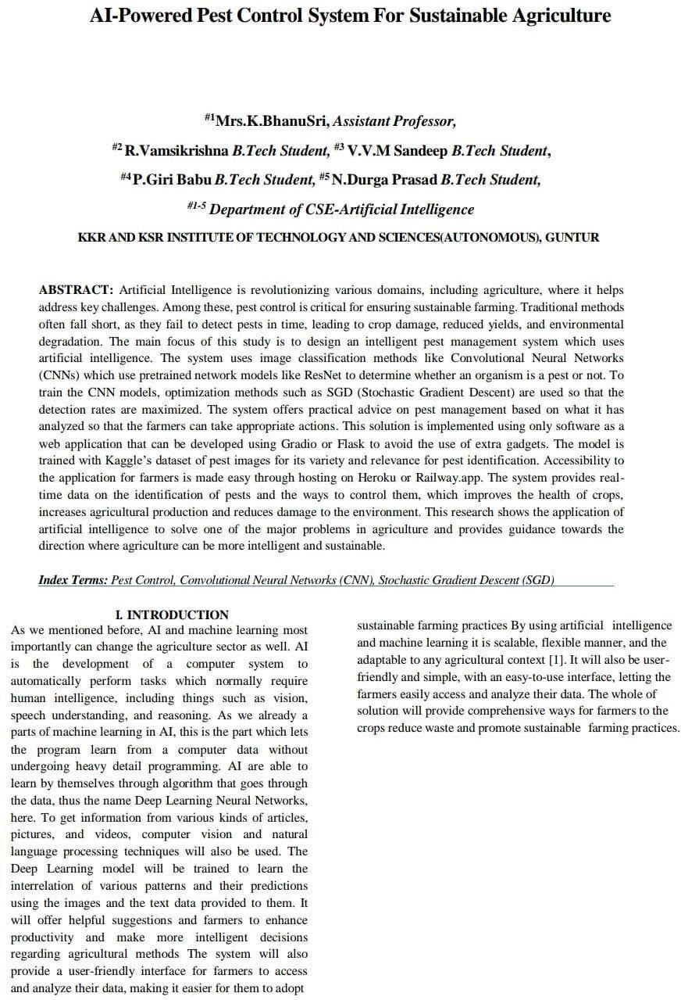 AI-Powered Pest Control System For Sustainable Agriculture
#1Mrs.K.BhanuSri, Assistant Professor,
#2 R.Vamsikrishna B.Tech Student, #3 V.V.M Sandeep B.Tech Student,
#4P.Giri Babu B.Tech Student, #5 N.Durga Prasad B.Tech Student,
#1-5 Department of CSE-Artificial Intelligence
KKR AND KSR INSTITUTE OF TECHNOLOGY AND SCIENCES(AUTONOMOUS), GUNTUR
ABSTRACT: Artificial Intelligence is revolutionizing various domains, including agriculture, where it helps
address key challenges. Among these, pest control is critical for ensuring sustainable farming. Traditional methods
often fall short, as they fail to detect pests in time, leading to crop damage, reduced yields, and environmental
degradation. The main focus of this study is to design an intelligent pest management system which uses
artificial intelligence. The system uses image classification methods like Convolutional Neural Networks
(CNNs) which use pretrained network models like ResNet to determine whether an organism is a pest or not. To
train the CNN models, optimization methods such as SGD (Stochastic Gradient Descent) are used so that the
detection rates are maximized. The system offers practical advice on pest management based on what it has
analyzed so that the farmers can take appropriate actions. This solution is implemented using only software as a
web application that can be developed using Gradio or Flask to avoid the use of extra gadgets. The model is
trained with Kaggle’s dataset of pest images for its variety and relevance for pest identification. Accessibility to
the application for farmers is made easy through hosting on Heroku or Railway.app. The system provides real-
time data on the identification of pests and the ways to control them, which improves the health of crops,
increases agricultural production and reduces damage to the environment. This research shows the application of
artificial intelligence to solve one of the major problems in agriculture and provides guidance towards the
direction where agriculture can be more intelligent and sustainable.
Index Terms: Pest Control, Convolutional Neural Networks (CNN), Stochastic Gradient Descent (SGD)
I. INTRODUCTION
As we mentioned before, AI and machine learning most
importantly can change the agriculture sector as well. AI
is the development of a computer system to
automatically perform tasks which normally require
human intelligence, including things such as vision,
speech understanding, and reasoning. As we already a
parts of machine learning in AI, this is the part which lets
the program learn from a computer data without
undergoing heavy detail programming. AI are able to
learn by themselves through algorithm that goes through
the data, thus the name Deep Learning Neural Networks,
here. To get information from various kinds of articles,
pictures, and videos, computer vision and natural
language processing techniques will also be used. The
Deep Learning model will be trained to learn the
interrelation of various patterns and their predictions
using the images and the text data provided to them. It
will offer helpful suggestions and farmers to enhance
productivity and make more intelligent decisions
regarding agricultural methods The system will also
provide a user-friendly interface for farmers to access
and analyze their data, making it easier for them to adopt
sustainable farming practices By using artificial intelligence
and machine learning it is scalable, flexible manner, and the
adaptable to any agricultural context [1]. It will also be user-
friendly and simple, with an easy-to-use interface, letting the
farmers easily access and analyze their data. The whole of
solution will provide comprehensive ways for farmers to the
crops reduce waste and promote sustainable farming practices.